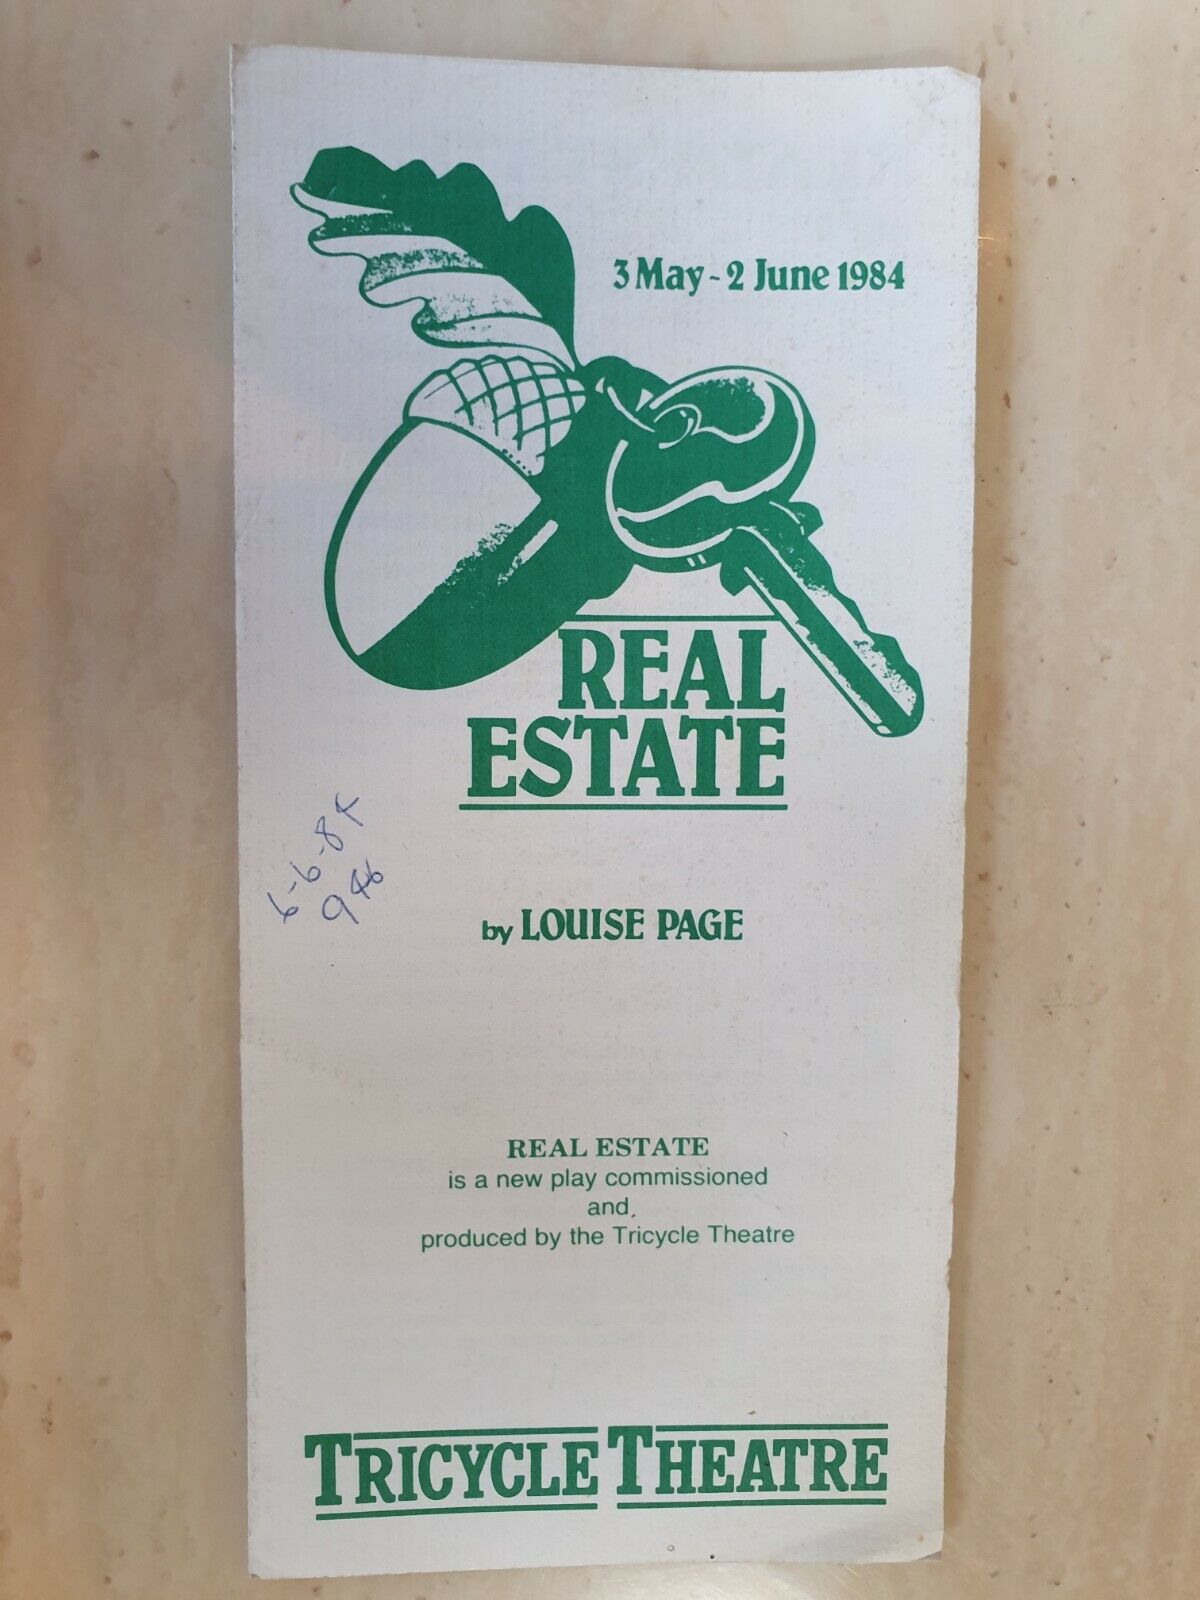 3 May - 2 June 1984
REAL
ESTATE
6-6-84
946
by LOUISE PAGE
REAL ESTATE
is a new play commissioned
and
produced by the Tricycle Theatre
TRICYCLE THEATRE